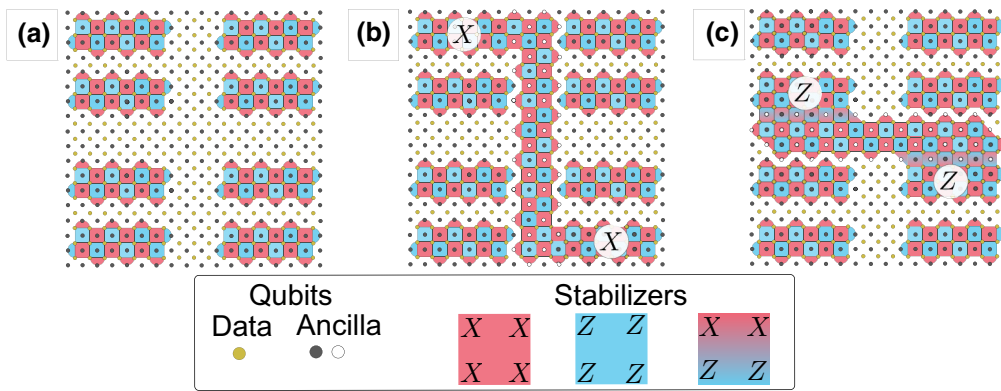 (a)
(b)
(c)
X
X
Z
Z
Qubits
Data Ancilla
Stabilizers
X X
X X
Z Z
Z Z
X X
Z Z